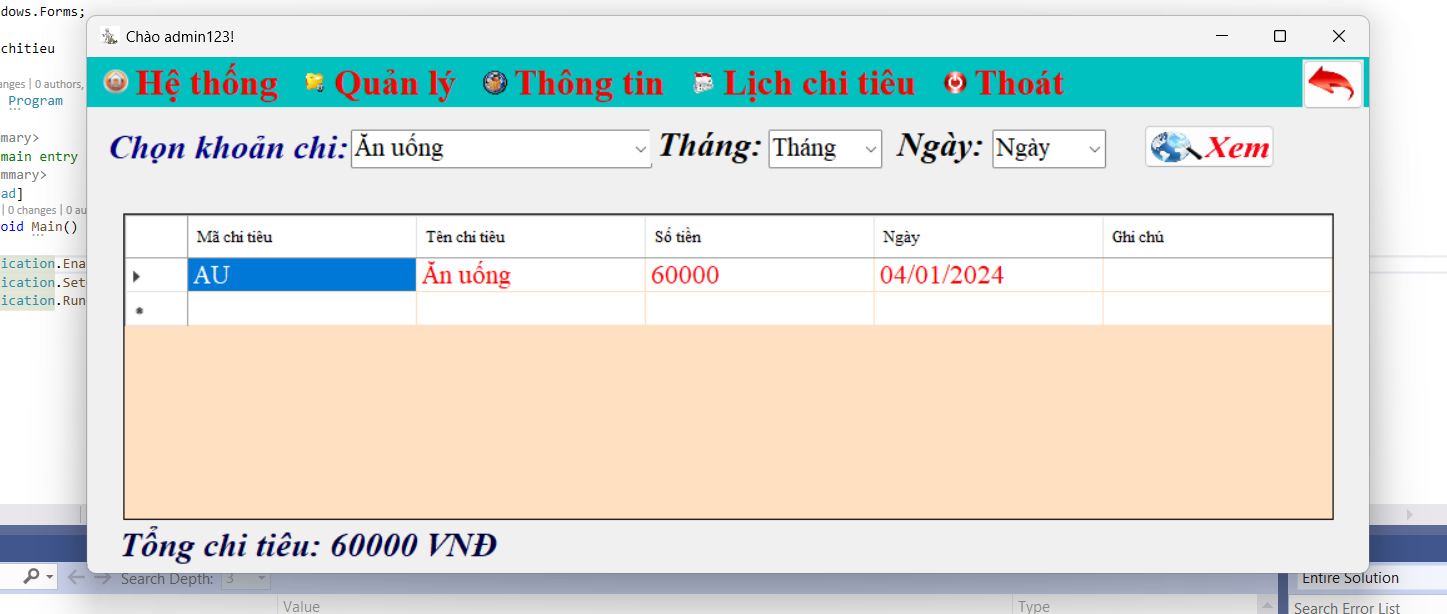 dows.Forms;
Chào admin123!
chitieu
Hệ thống Quản lý Thông tin Lịch chi tiêu Thoát
anges | 0 authors,
Program
mary>
Chọn khoản chi: Ăn uống Tháng: Tháng Ngày: Ngày Xem
main entry
mmary>
ad]
| 0 changes | 0 au
oid Main()
Mã chi tiêu Tên chi tiêu Số tiền Ngày Ghi chú
ication.Ena
AU Ăn uống 60000 04/01/2024
ication.Set
ication.Run
Tổng chi tiêu: 60000 VNĐ
Search Depth: 3
Entire Solution
Value Type
Search Error List